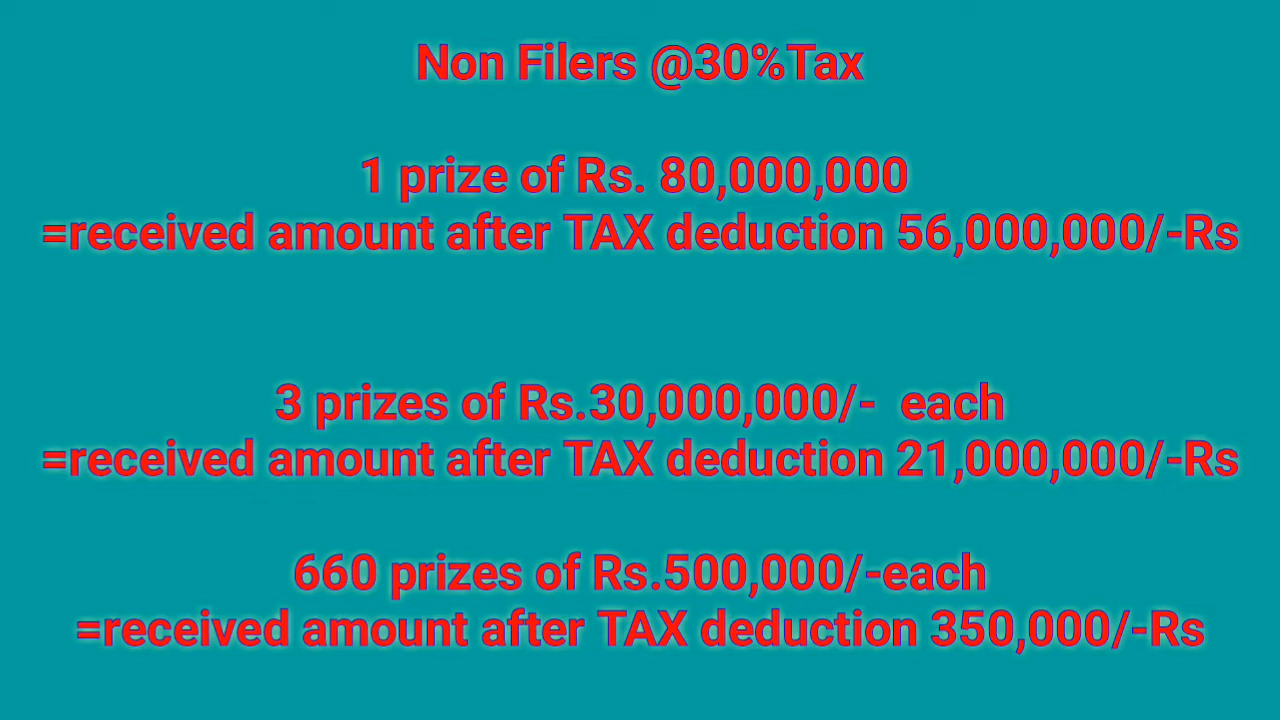 Non Filers @30%Tax
1 prize of Rs. 80,000,000
=received amount after TAX deduction 56,000,000/-Rs
3 prizes of Rs.30,000,000/-  each
=received amount after TAX deduction 21,000,000/-Rs
660 prizes of Rs.500,000/-each
=received amount after TAX deduction 350,000/-Rs